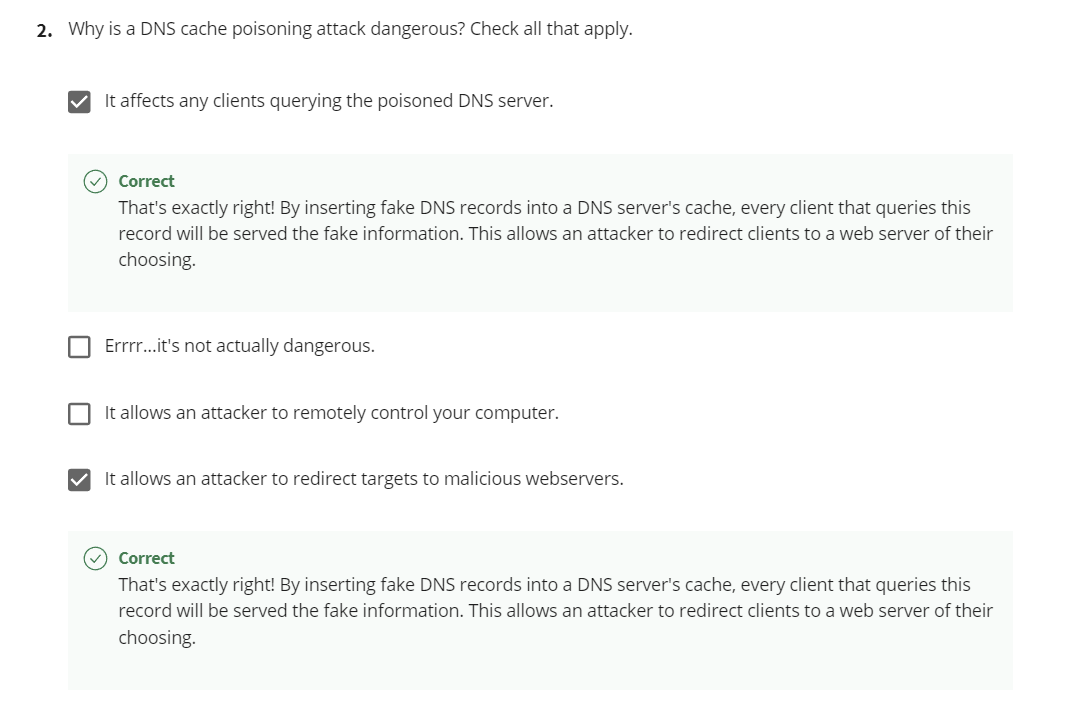 2. Why is a DNS cache poisoning attack dangerous? Check all that apply.
It affects any clients querying the poisoned DNS server.
Correct
That's exactly right! By inserting fake DNS records into a DNS server's cache, every client that queries this
record will be served the fake information. This allows an attacker to redirect clients to a web server of their
choosing.
Errrr...it's not actually dangerous.
It allows an attacker to remotely control your computer.
It allows an attacker to redirect targets to malicious webservers.
Correct
That's exactly right! By inserting fake DNS records into a DNS server's cache, every client that queries this
record will be served the fake information. This allows an attacker to redirect clients to a web server of their
choosing.